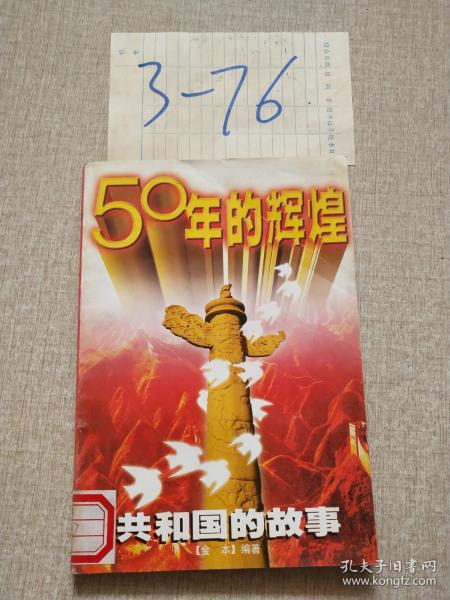 3-76
50年的辉煌
共和国的故事
【金 本】编著
孔夫子旧书网
www.kongfz.com